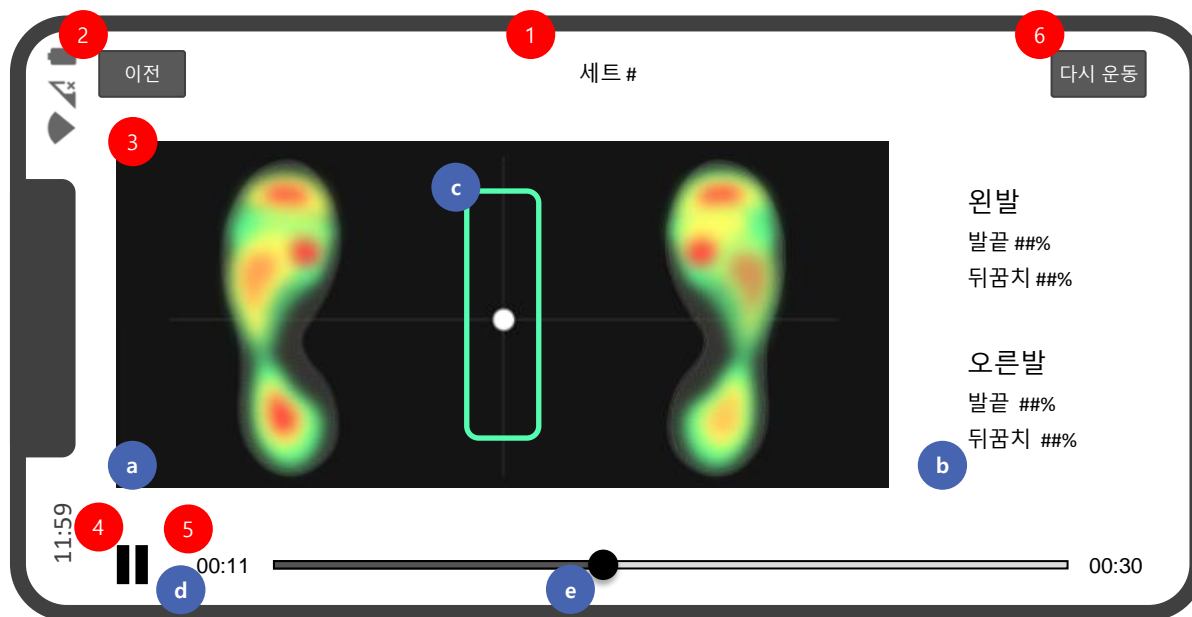 2
1
6
이전
세트 #
다시 운동
3
c
왼발
발끝 ##%
뒤꿈치 ##%
오른발
발끝 ##%
뒤꿈치 ##%
a
b
11:59
4
5
00:11
00:30
d
e